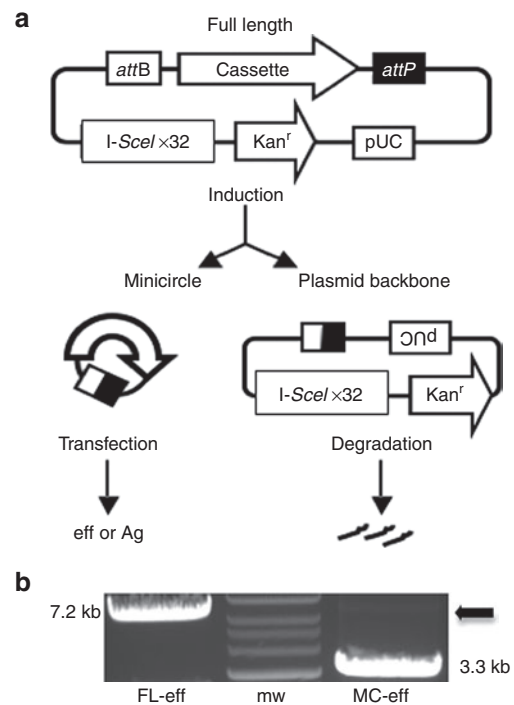 a
Full length
attB
Cassette
attP
I-SceI ×32
Kanʳ
pUC
Induction
Minicircle
Plasmid backbone
pUC
I-SceI ×32
Kanʳ
Transfection
Degradation
eff or Ag
b
7.2 kb
3.3 kb
FL-eff
mw
MC-eff